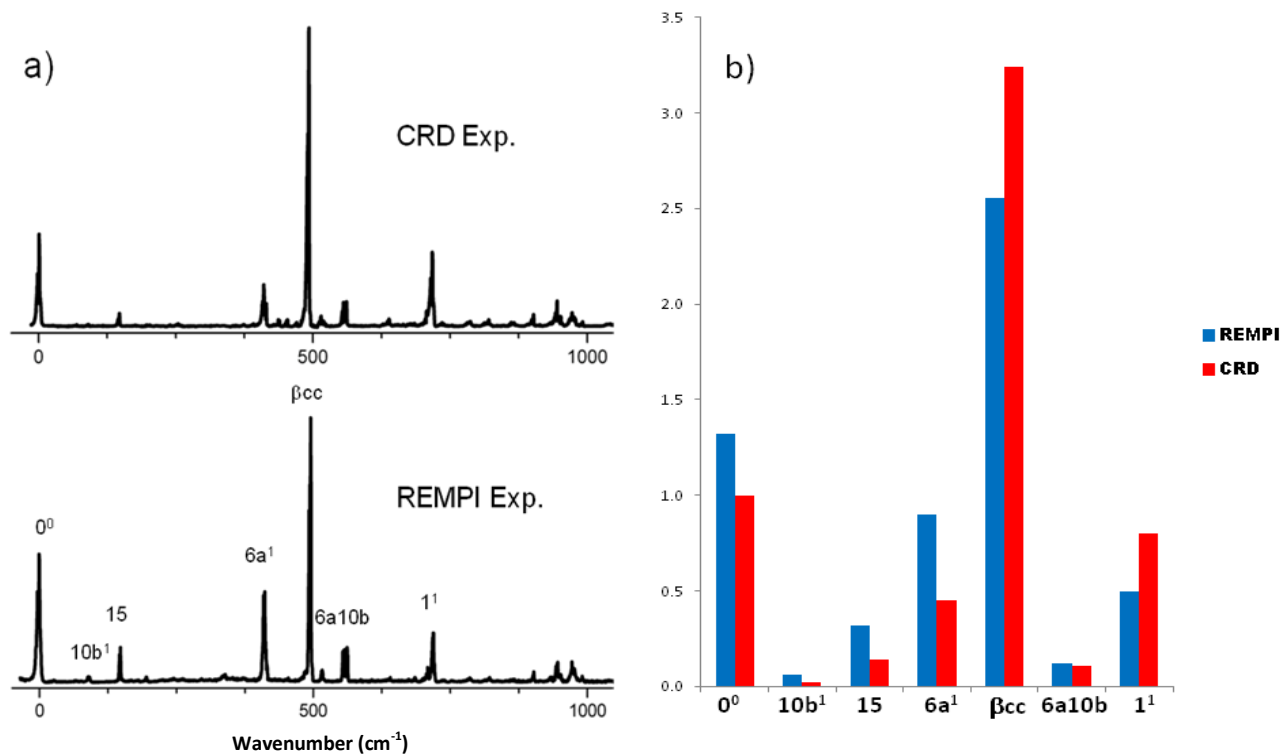 a)
CRD Exp.
0 500 1000
βcc
REMPI Exp.
0⁰
6a¹
15
6a10b
1¹
10b¹
0 500 1000
Wavenumber (cm⁻¹)
b)
3.5
3.0
2.5
2.0
1.5
1.0
0.5
0.0
0⁰ 10b¹ 15 6a¹ βcc 6a10b 1¹
REMPI
CRD